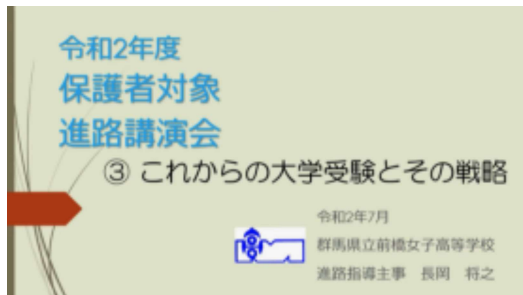 令和2年度
保護者対象
進路講演会
③ これからの大学受験とその戦略
令和2年7月
群馬県立前橋女子高等学校
進路指導主事 長岡 将之